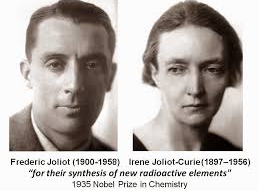 Frederic Joliot (1900-1958) Irene Joliot-Curie(1897–1956)
"for their synthesis of new radioactive elements"
1935 Nobel Prize in Chemistry